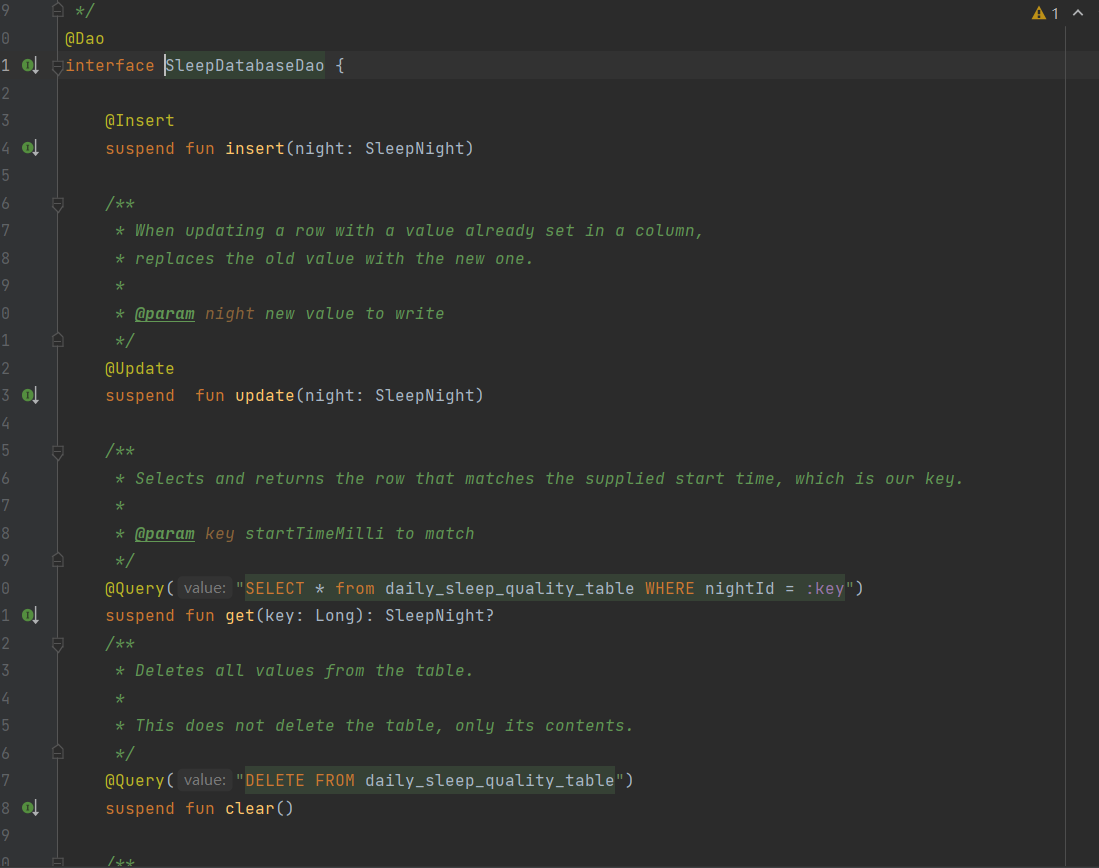 9 */
0 @Dao
1 interface SleepDatabaseDao {
2
3 @Insert
4 suspend fun insert(night: SleepNight)
5
6 /**
7 * When updating a row with a value already set in a column,
8 * replaces the old value with the new one.
9 *
0 * @param night new value to write
1 */
2 @Update
3 suspend  fun update(night: SleepNight)
4
5 /**
6 * Selects and returns the row that matches the supplied start time, which is our key.
7 *
8 * @param key startTimeMilli to match
9 */
0 @Query( value: "SELECT * from daily_sleep_quality_table WHERE nightId = :key")
1 suspend fun get(key: Long): SleepNight?
2 /**
3 * Deletes all values from the table.
4 *
5 * This does not delete the table, only its contents.
6 */
7 @Query( value: "DELETE FROM daily_sleep_quality_table")
8 suspend fun clear()
9
0 /**
1